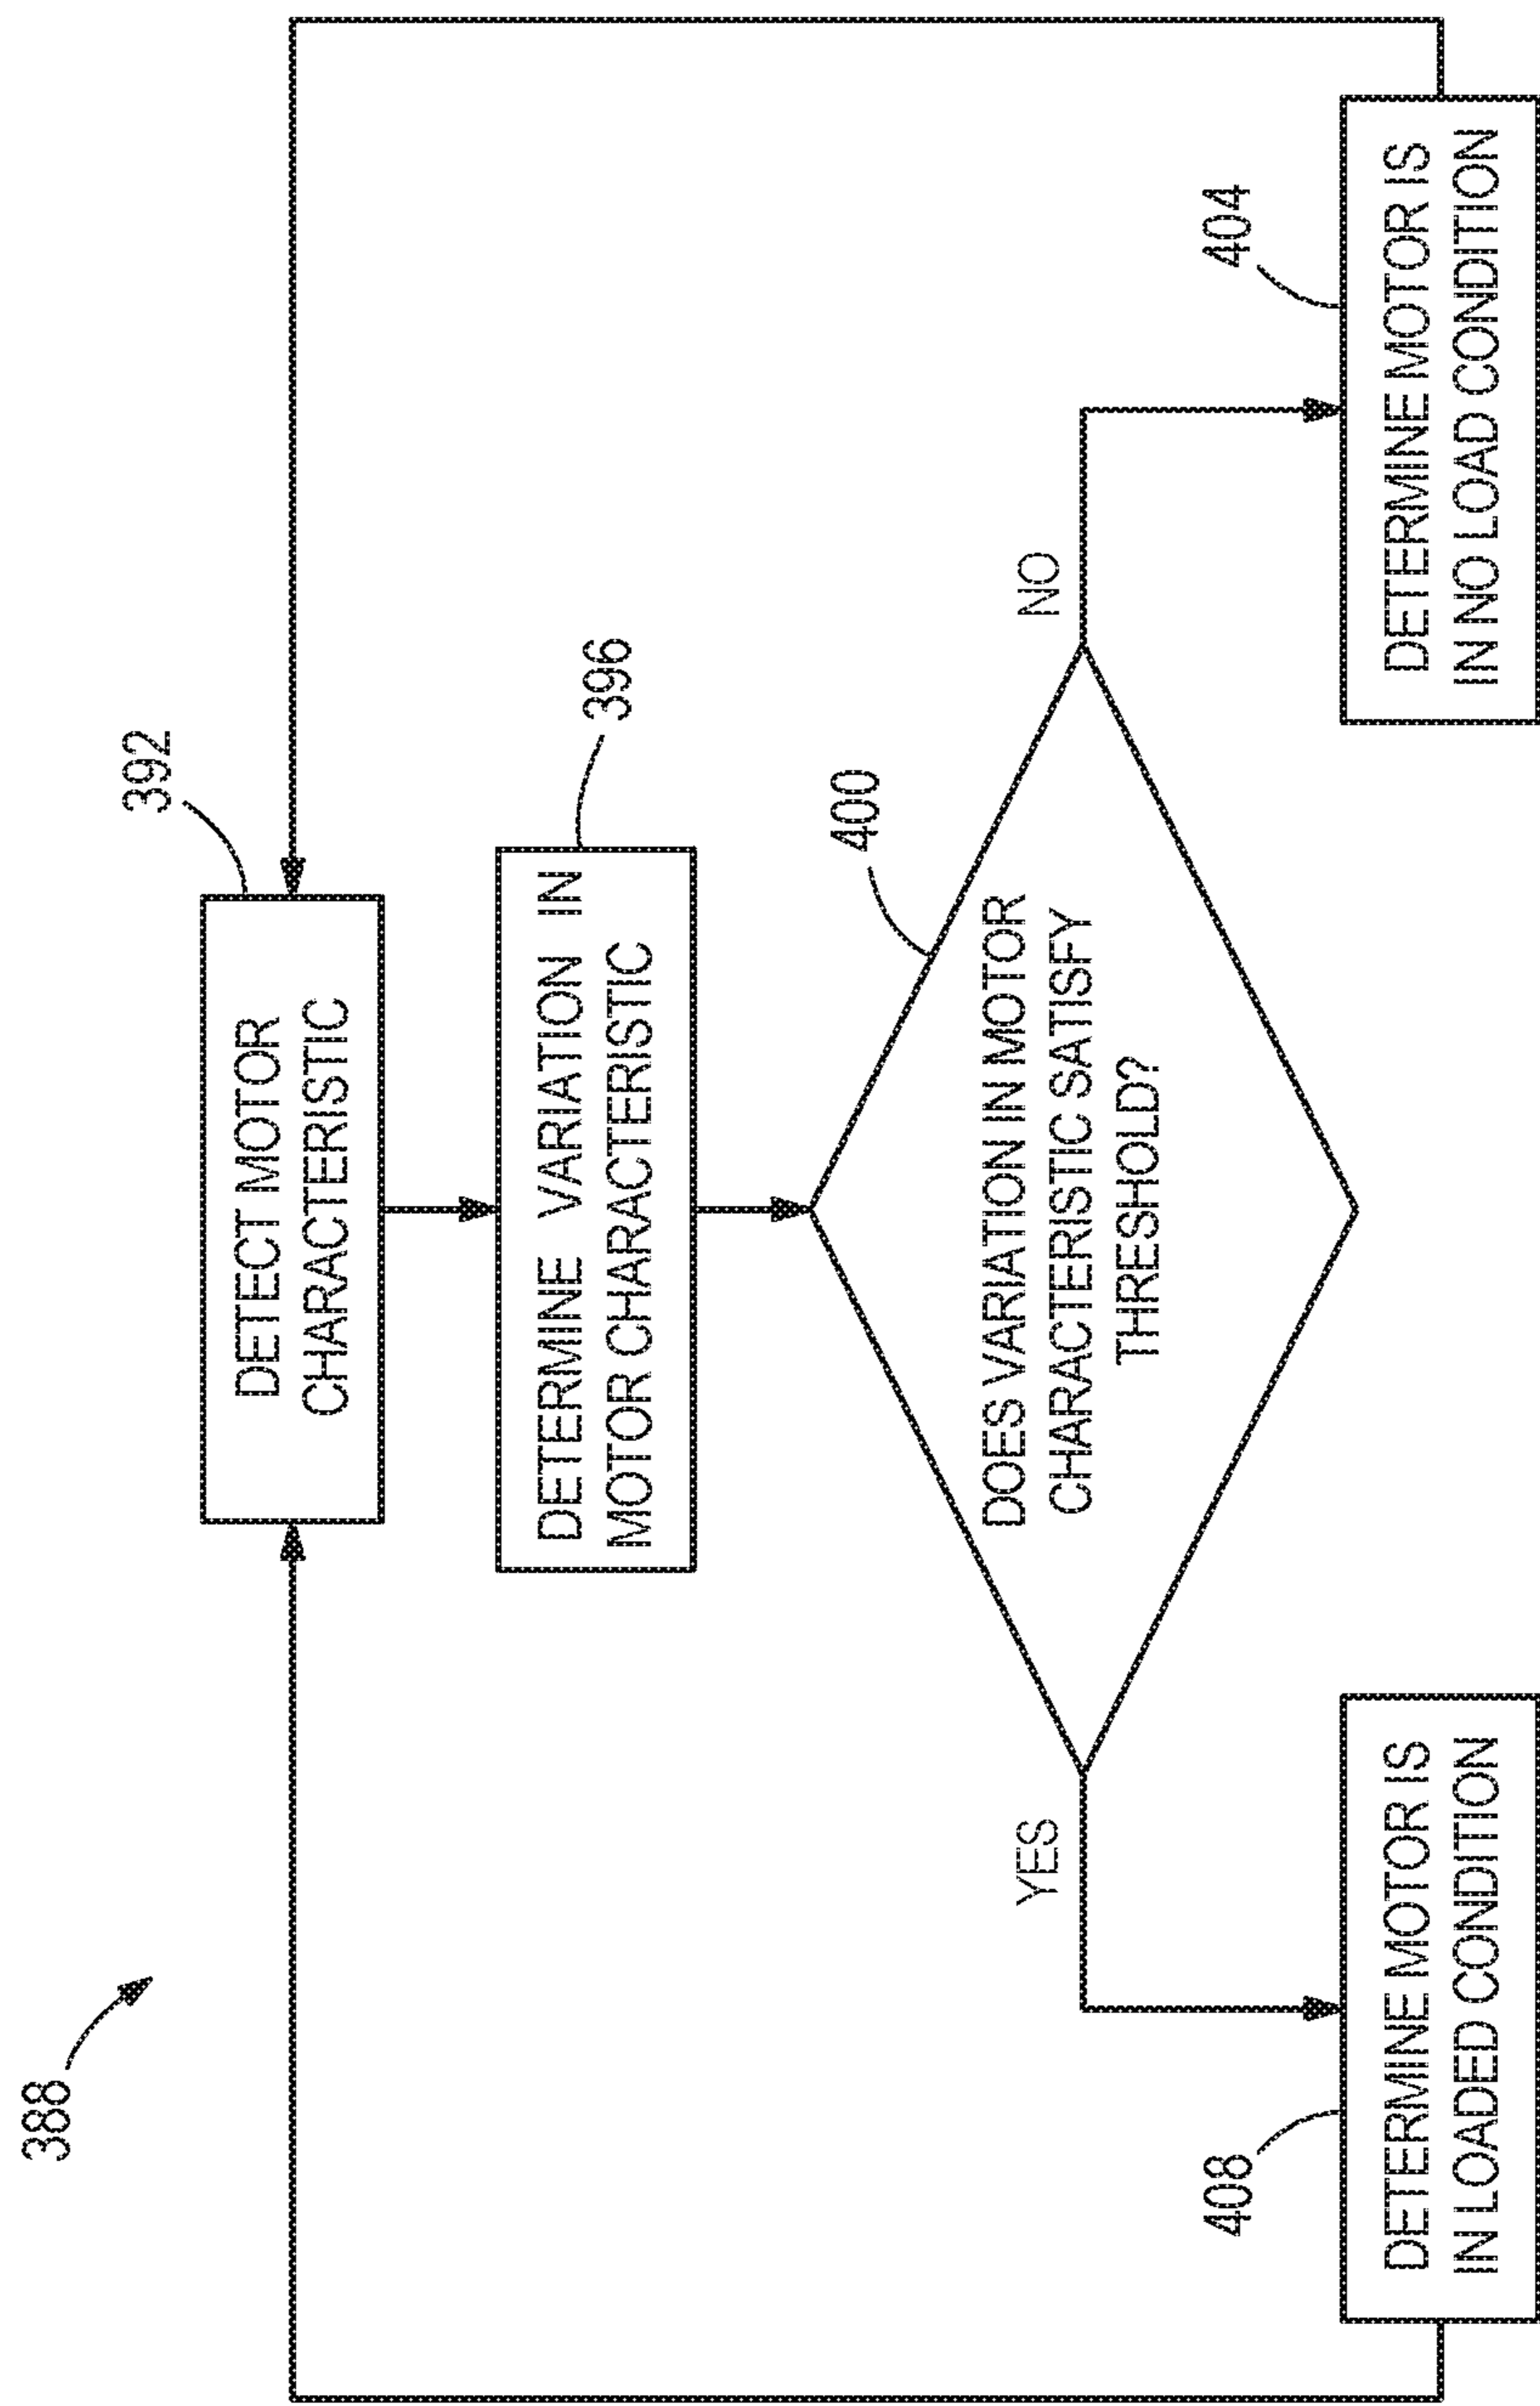 388
392
DETECT MOTOR
CHARACTERISTIC
396
DETERMINE VARIATION IN
MOTOR CHARACTERISTIC
400
DOES VARIATION IN MOTOR
CHARACTERISTIC SATISFY
THRESHOLD?
YES
NO
408
DETERMINE MOTOR IS
IN LOADED CONDITION
404
DETERMINE MOTOR IS
IN NO LOAD CONDITION